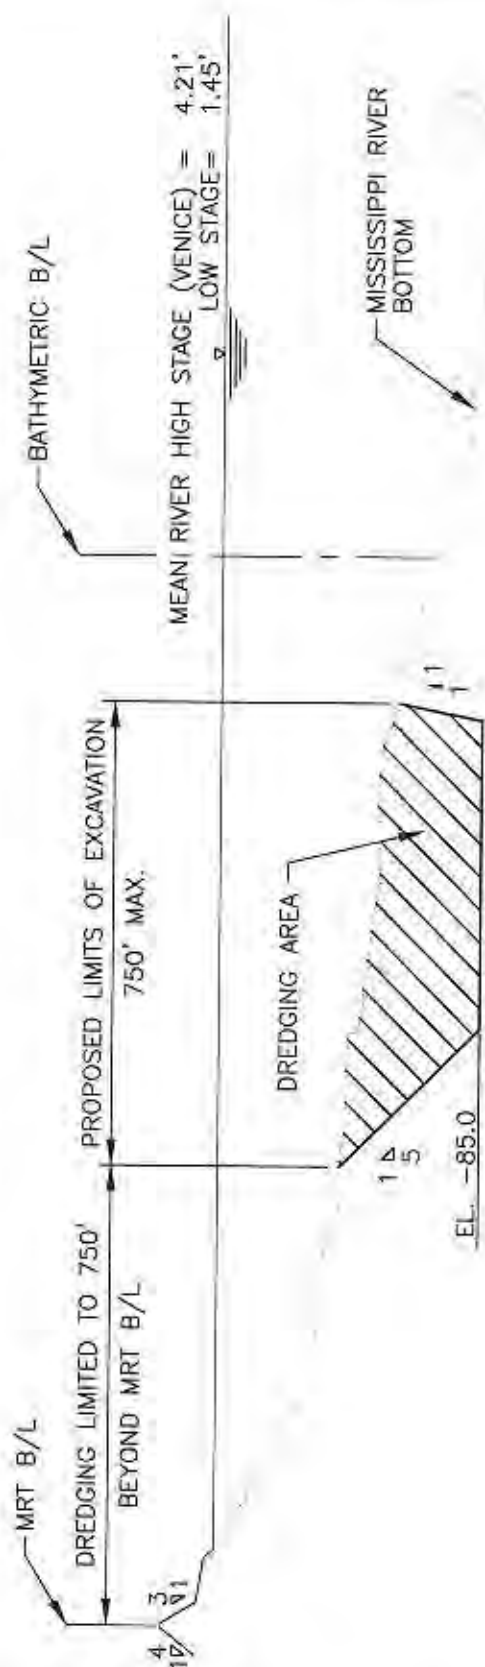 MRT B/L
DREDGING LIMITED TO 750'
BEYOND MRT B/L
PROPOSED LIMITS OF EXCAVATION
750' MAX.
BATHYMETRIC B/L
MEAN RIVER HIGH STAGE (VENICE) = 4.21'
LOW STAGE= 1.45'
4
1
3
1
DREDGING AREA
1
5
1
1
EL. -85.0
MISSISSIPPI RIVER
BOTTOM